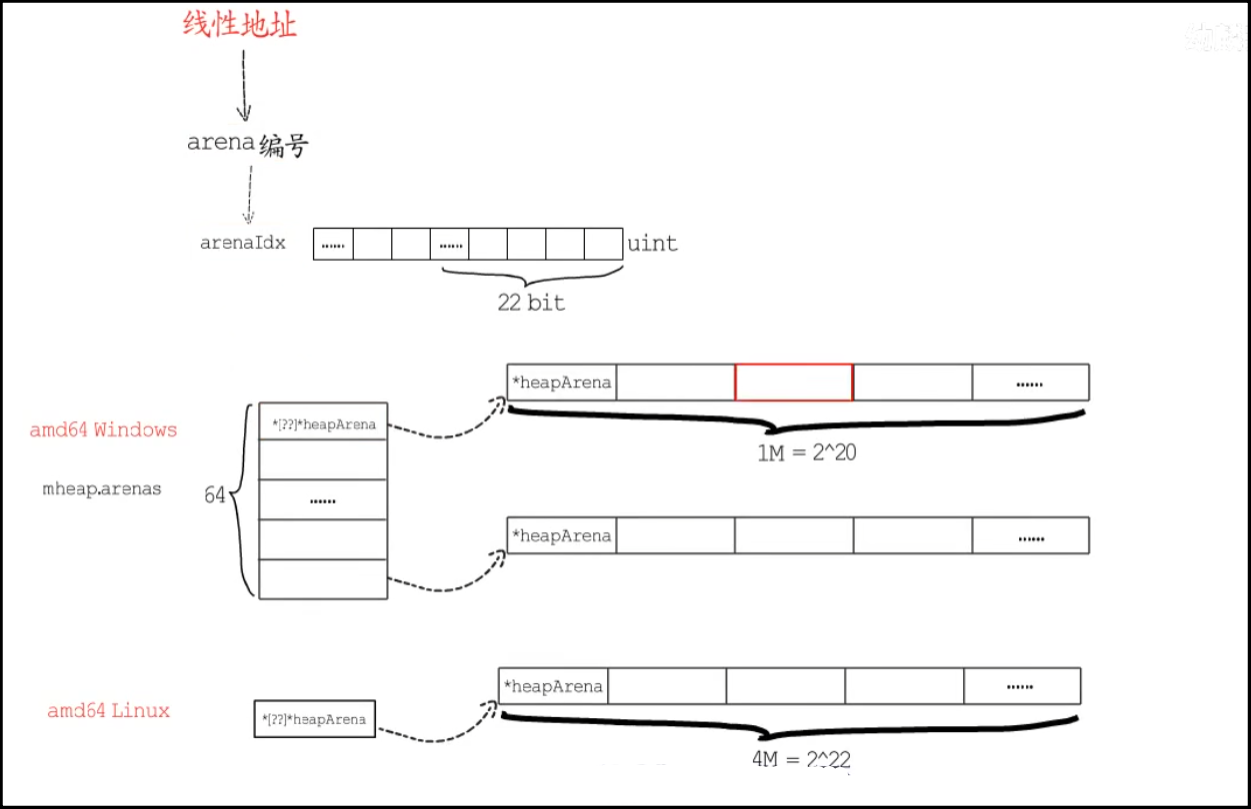 线性地址
arena编号
arenaIdx
......
......
uint
22 bit
*heapArena
......
1M = 2^20
amd64 Windows
*[??]*heapArena
mheap.arenas
64
......
*heapArena
......
amd64 Linux
*[??]*heapArena
*heapArena
......
4M = 2^22